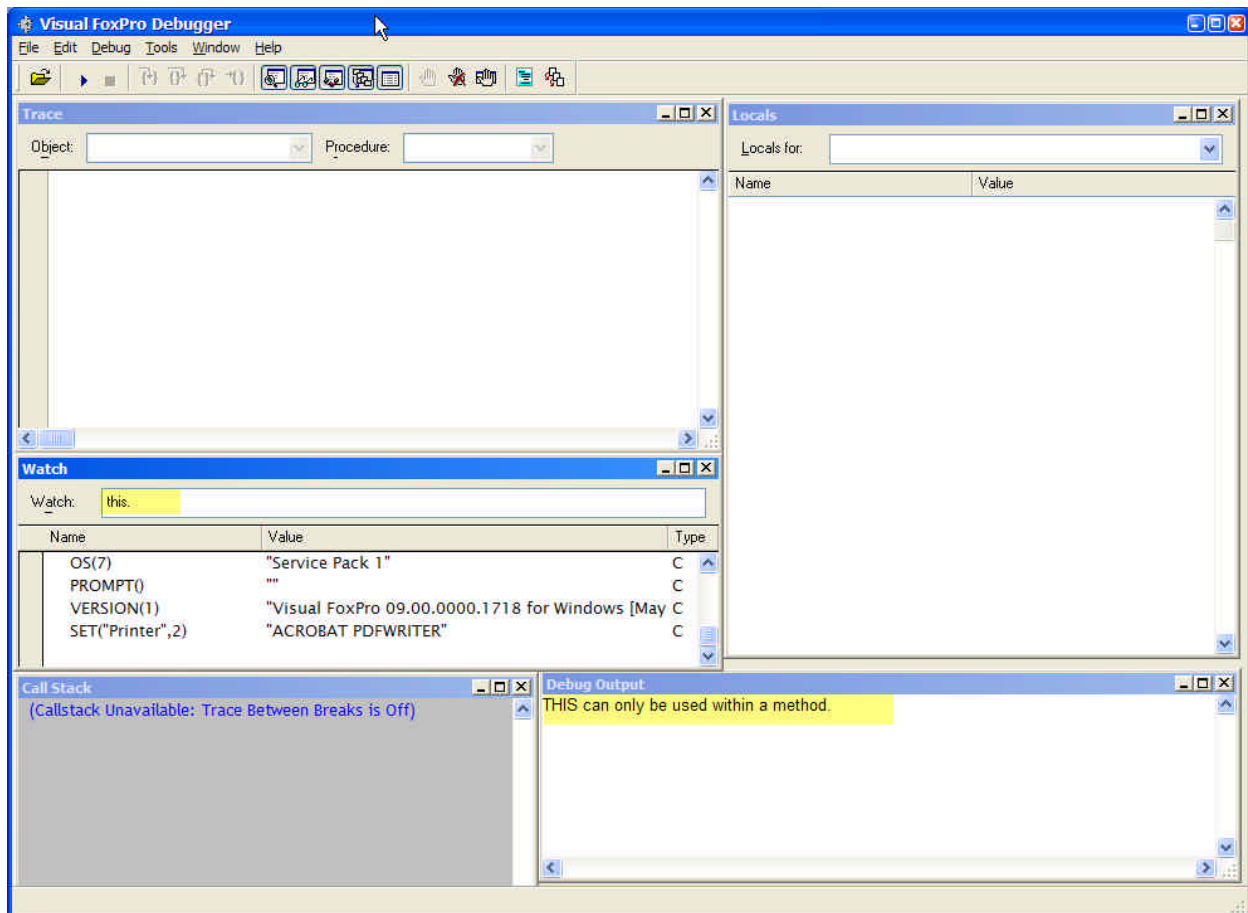 Visual FoxPro Debugger
File Edit Debug Tools Window Help
Trace
Object:
Procedure:
Locals
Locals for:
Name Value
Watch
Watch: this.
Name Value Type
OS(7) "Service Pack 1" C
PROMPT() "" C
VERSION(1) "Visual FoxPro 09.00.0000.1718 for Windows [May C
SET("Printer",2) "ACROBAT PDFWRITER" C
Call Stack
(Callstack Unavailable: Trace Between Breaks is Off)
Debug Output
THIS can only be used within a method.